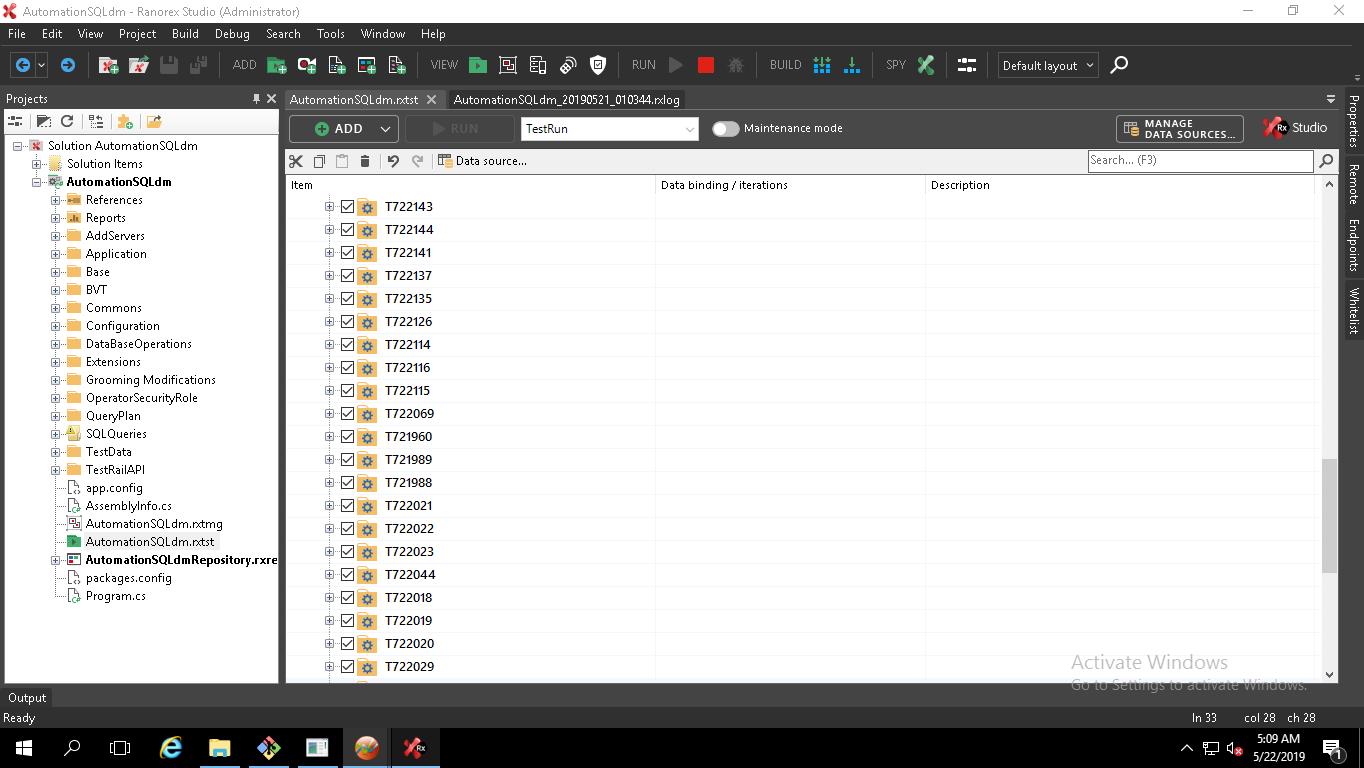 AutomationSQLdm - Ranorex Studio (Administrator)
File Edit View Project Build Debug Search Tools Window Help
ADD VIEW RUN BUILD SPY Default layout
Projects
AutomationSQLdm.rxtst AutomationSQLdm_20190521_010344.rxlog
ADD RUN TestRun Maintenance mode MANAGE DATA SOURCES... Rx Studio
Data source... Search... (F3)
Item Data binding / iterations Description
Solution AutomationSQLdm
Solution Items
AutomationSQLdm
References
Reports
AddServers
Application
Base
BVT
Commons
Configuration
DataBaseOperations
Extensions
Grooming Modifications
OperatorSecurityRole
QueryPlan
SQLQueries
TestData
TestRailAPI
app.config
AssemblyInfo.cs
AutomationSQLdm.rxtmg
AutomationSQLdm.rxtst
AutomationSQLdmRepository.rxre
packages.config
Program.cs
T722143
T722144
T722141
T722137
T722135
T722126
T722114
T722116
T722115
T722069
T721960
T721989
T721988
T722021
T722022
T722023
T722044
T722018
T722019
T722020
T722029
Properties
Remote Endpoints
Whitelist
Activate Windows
Go to Settings to activate Windows.
Output
Ready
ln 33 col 28 ch 28
Rx
5:09 AM
5/22/2019
1